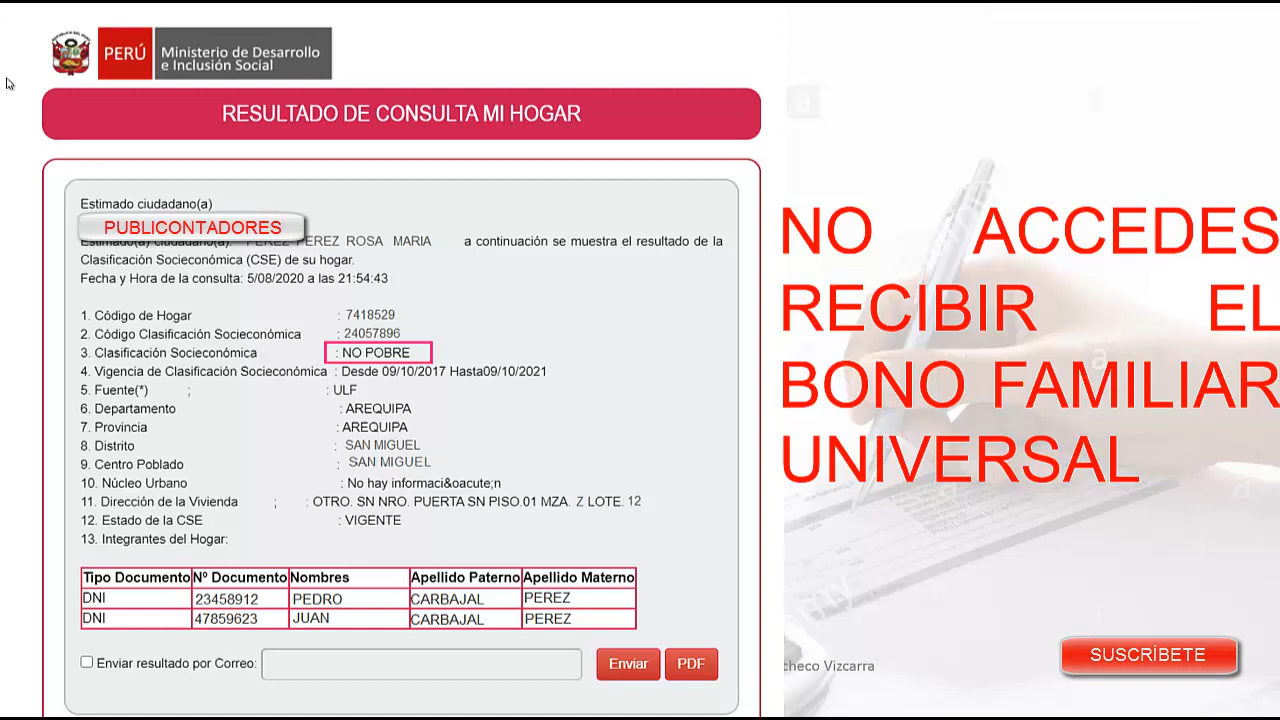 PERÚ
Ministerio de Desarrollo
e Inclusión Social
RESULTADO DE CONSULTA MI HOGAR
Estimado ciudadano(a)
PUBLICONTADORES
Estimado(a) ciudadano(a): PEREZ PEREZ ROSA MARIA a continuación se muestra el resultado de la
Clasificación Socieconómica (CSE) de su hogar.
Fecha y Hora de la consulta: 5/08/2020 a las 21:54:43
1. Código de Hogar : 7418529
2. Código Clasificación Socieconómica : 24057896
3. Clasificación Socieconómica : NO POBRE
4. Vigencia de Clasificación Socieconómica : Desde 09/10/2017 Hasta09/10/2021
5. Fuente(*) ; : ULF
6. Departamento : AREQUIPA
7. Provincia : AREQUIPA
8. Distrito : SAN MIGUEL
9. Centro Poblado : SAN MIGUEL
10. Núcleo Urbano : No hay informaci&oacute;n
11. Dirección de la Vivienda ; : OTRO. SN NRO. PUERTA SN PISO.01 MZA. Z LOTE. 12
12. Estado de la CSE : VIGENTE
13. Integrantes del Hogar:
Tipo Documento Nº Documento Nombres Apellido Paterno Apellido Materno
DNI 23458912 PEDRO CARBAJAL PEREZ
DNI 47859623 JUAN CARBAJAL PEREZ
Enviar resultado por Correo: Enviar PDF
NO ACCEDES
RECIBIR EL
BONO FAMILIAR
UNIVERSAL
checo Vizcarra
SUSCRÍBETE